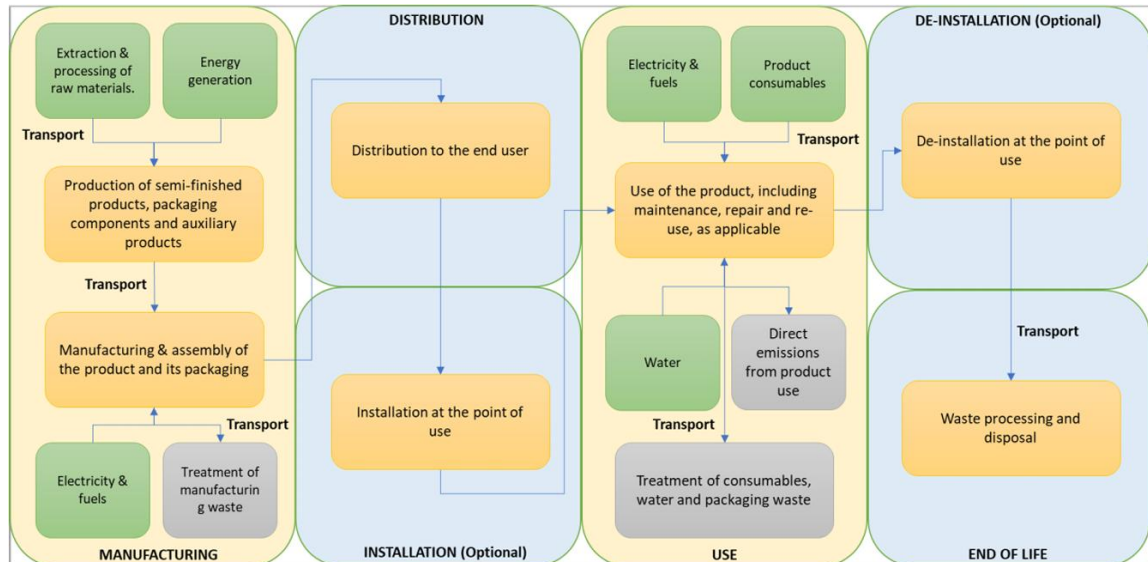 DISTRIBUTION
DE-INSTALLATION (Optional)
Extraction &
processing of
raw materials.
Energy
generation
Transport
Production of semi-finished
products, packaging
components and auxiliary
products
Transport
Manufacturing & assembly of
the product and its packaging
Transport
Electricity &
fuels
Treatment of
manufacturin
g waste
MANUFACTURING
Distribution to the end user
Installation at the point of
use
INSTALLATION (Optional)
Electricity &
fuels
Product
consumables
Transport
Use of the product, including
maintenance, repair and re-
use, as applicable
Water
Direct
emissions
from product
use
Transport
Treatment of consumables,
water and packaging waste
USE
De-installation at the point of
use
Transport
Waste processing and
disposal
END OF LIFE